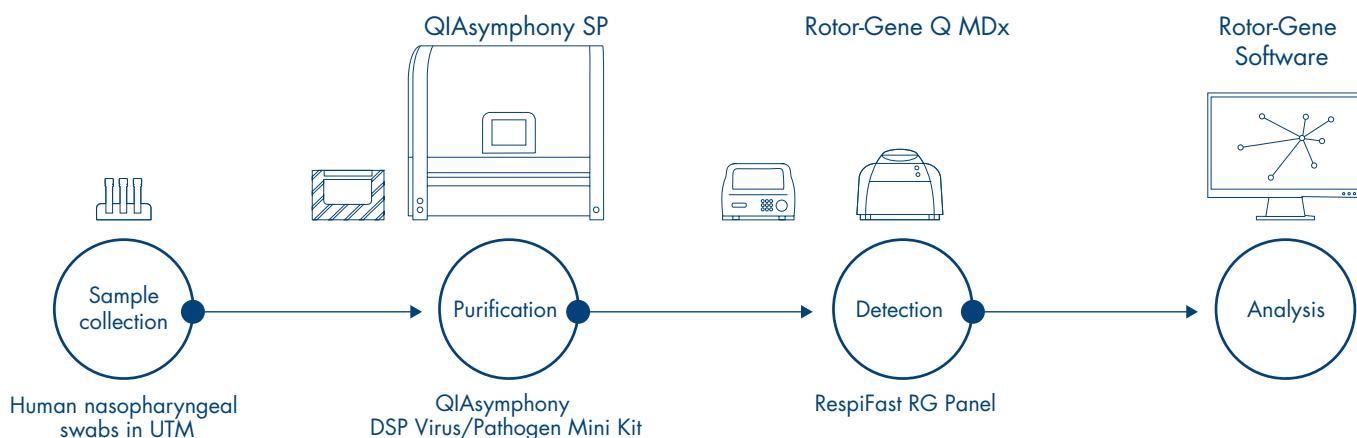 QIAsymphony SP
Rotor-Gene Q MDx
Rotor-Gene
Software
Sample
collection
Purification
Detection
Analysis
Human nasopharyngeal
swabs in UTM
QIAsymphony
DSP Virus/Pathogen Mini Kit
RespiFast RG Panel